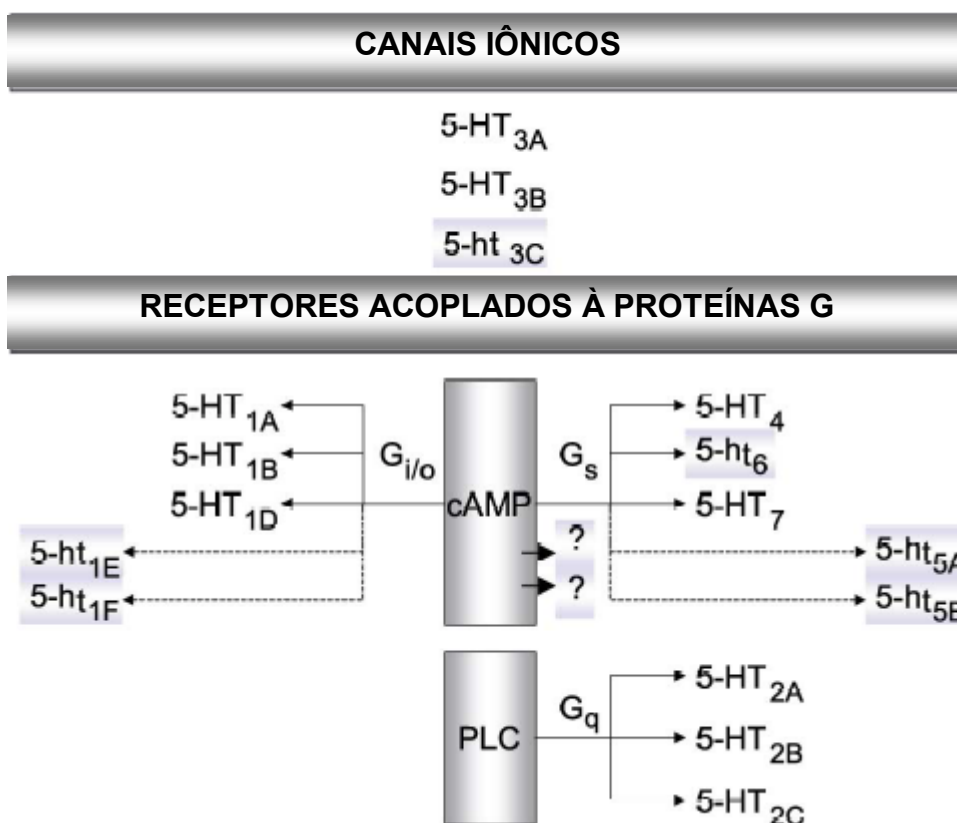 CANAIS IÔNICOS
5-HT3A
5-HT3B
5-ht 3C
RECEPTORES ACOPLADOS À PROTEÍNAS G
5-HT1A
5-HT1B
5-HT1D
5-ht1E
5-ht1F
Gi/o
cAMP
Gs
?
?
5-HT4
5-ht6
5-HT7
5-ht5A
5-ht5B
PLC
Gq
5-HT2A
5-HT2B
5-HT2C